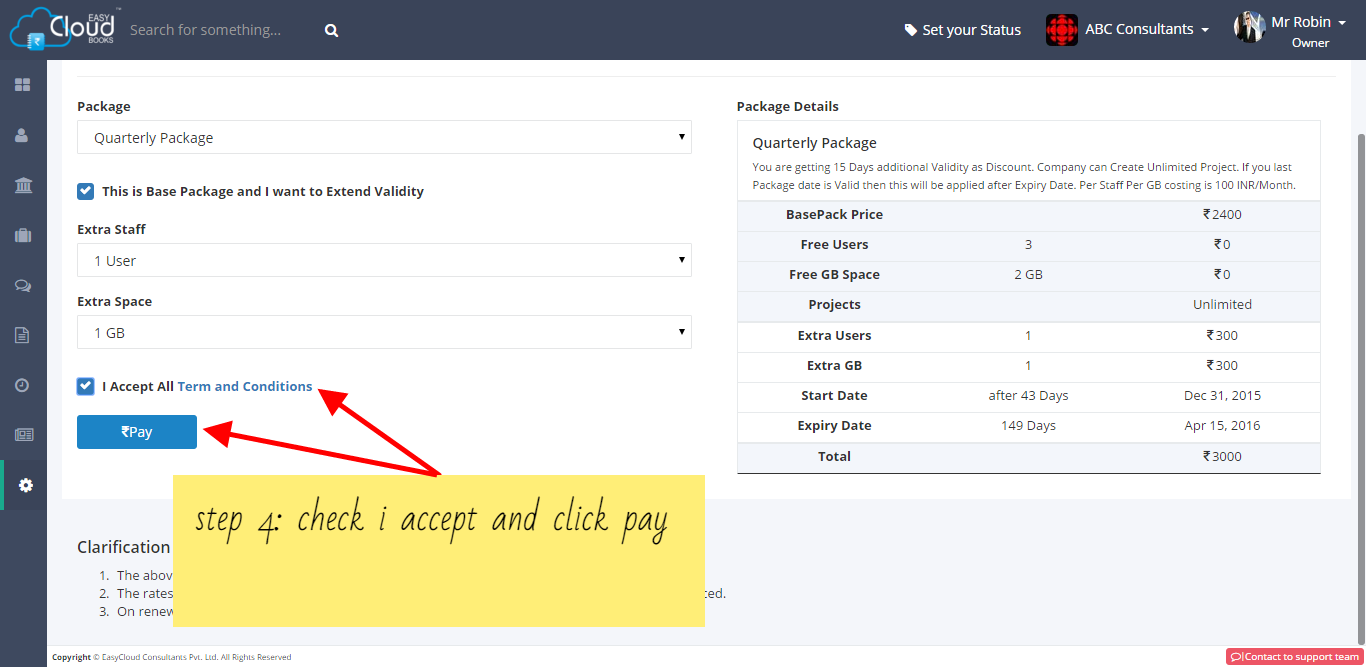 EASY
Cloud
BOOKS
Search for something...
Set your Status
ABC Consultants
Mr Robin
Owner
Package
Quarterly Package
This is Base Package and I want to Extend Validity
Extra Staff
1 User
Extra Space
1 GB
I Accept All Term and Conditions
₹Pay
Package Details
Quarterly Package
You are getting 15 Days additional Validity as Discount. Company can Create Unlimited Project. If you last
Package date is Valid then this will be applied after Expiry Date. Per Staff Per GB costing is 100 INR/Month.
BasePack Price ₹2400
Free Users 3 ₹0
Free GB Space 2 GB ₹0
Projects Unlimited
Extra Users 1 ₹300
Extra GB 1 ₹300
Start Date after 43 Days Dec 31, 2015
Expiry Date 149 Days Apr 15, 2016
Total ₹3000
step 4: check i accept and click pay
Clarification
1. The abov
2. The rates ced.
3. On renew
Copyright © EasyCloud Consultants Pvt. Ltd. All Rights Reserved
Contact to support team